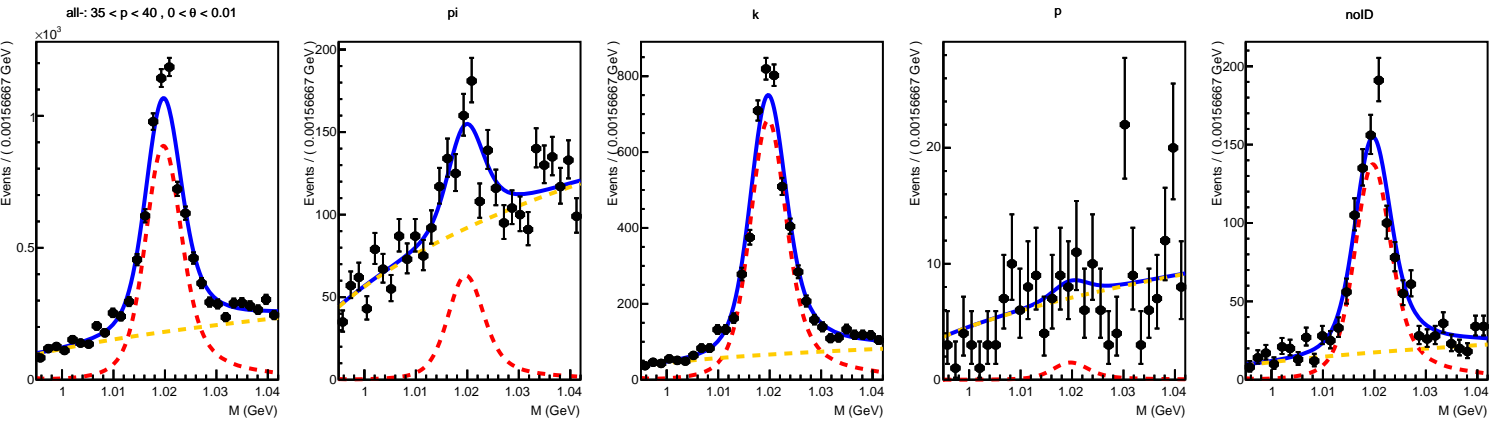 all-: 35 < p < 40 , 0 < θ < 0.01
×10³
Events / ( 0.00156667 GeV )
1
0.5
0
1 1.01 1.02 1.03 1.04
M (GeV)
pi
Events / ( 0.00156667 GeV )
200
150
100
50
0
1 1.01 1.02 1.03 1.04
M (GeV)
k
Events / ( 0.00156667 GeV )
800
600
400
200
0
1 1.01 1.02 1.03 1.04
M (GeV)
p
Events / ( 0.00156667 GeV )
20
10
0
1 1.01 1.02 1.03 1.04
M (GeV)
noID
Events / ( 0.00156667 GeV )
200
150
100
50
0
1 1.01 1.02 1.03 1.04
M (GeV)